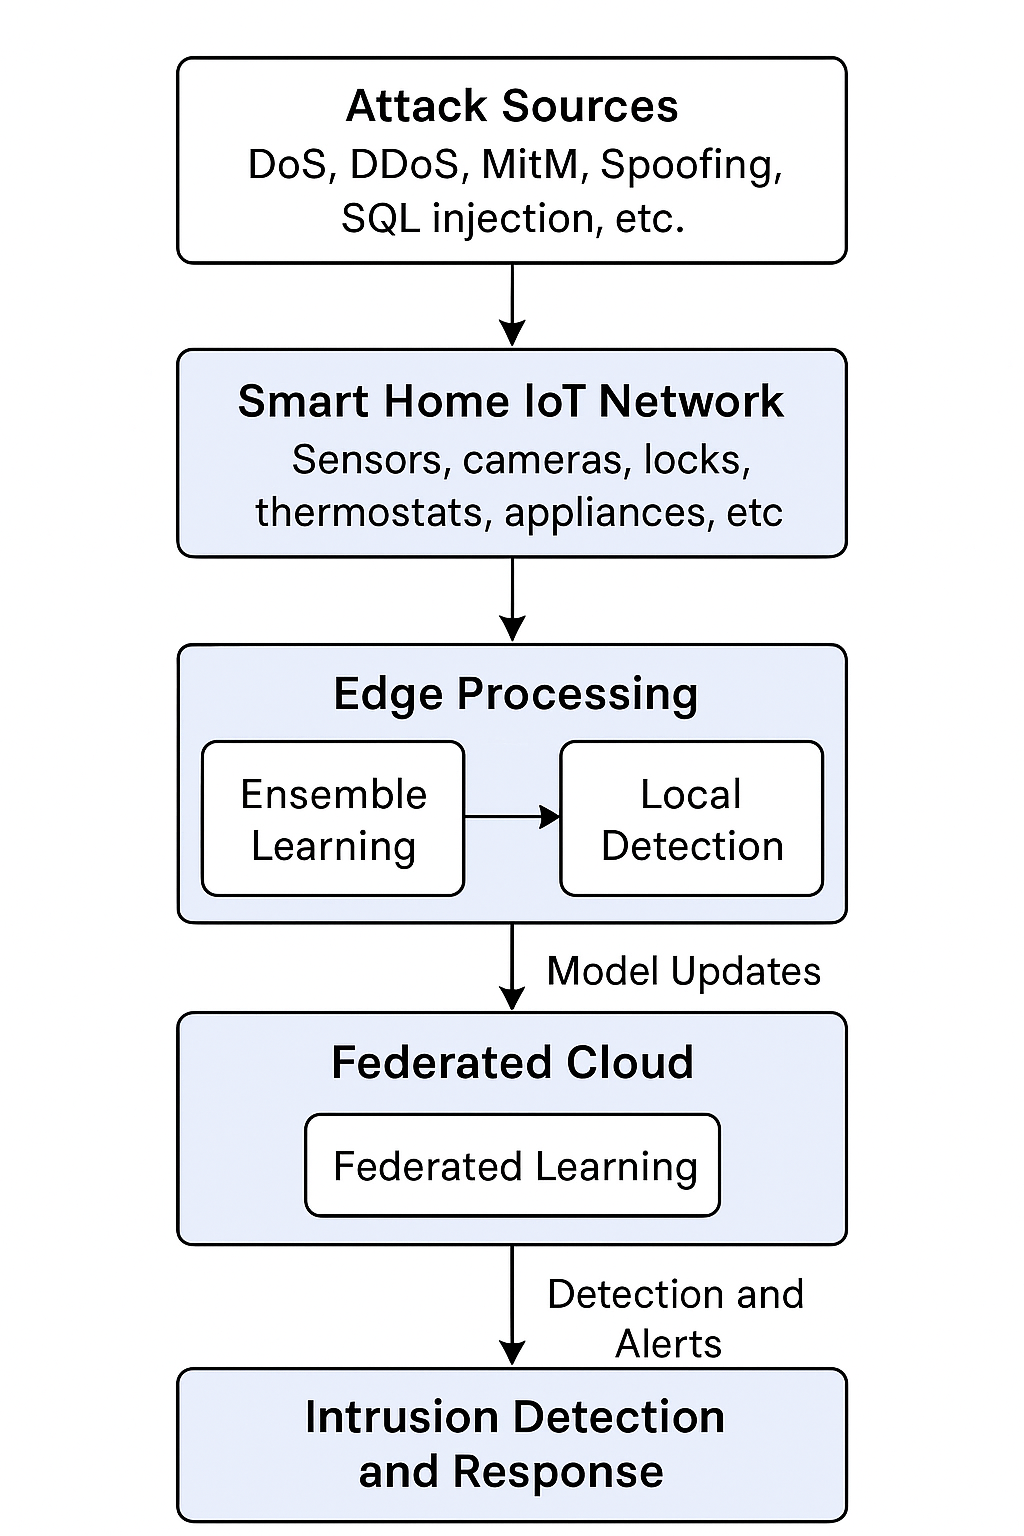 Attack Sources
DoS, DDoS, MitM, Spoofing,
SQL injection, etc.
Smart Home IoT Network
Sensors, cameras, locks,
thermostats, appliances, etc
Edge Processing
Ensemble
Learning
Local
Detection
Model Updates
Federated Cloud
Federated Learning
Detection and
Alerts
Intrusion Detection
and Response